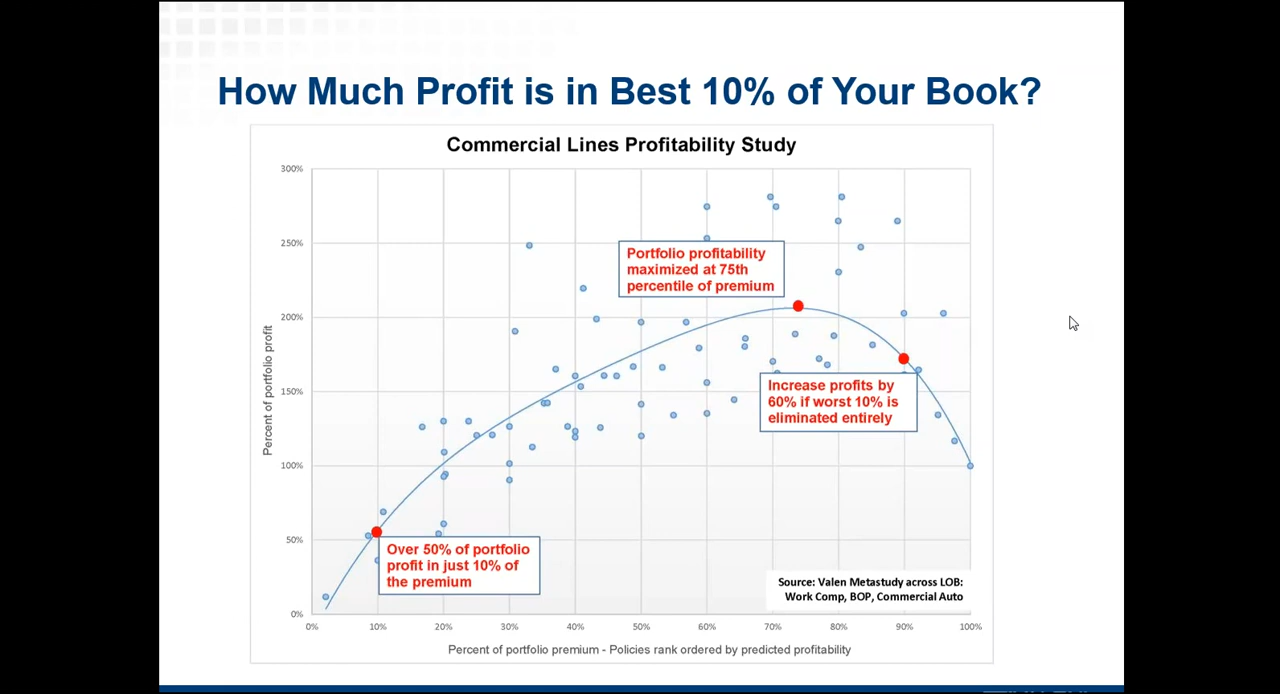 How Much Profit is in Best 10% of Your Book?
Commercial Lines Profitability Study
300%
250%
200%
150%
100%
50%
0%
Percent of portfolio profit
Portfolio profitability
maximized at 75th
percentile of premium
Increase profits by
60% if worst 10% is
eliminated entirely
Over 50% of portfolio
profit in just 10% of
the premium
Source: Valen Metastudy across LOB:
Work Comp, BOP, Commercial Auto
0% 10% 20% 30% 40% 50% 60% 70% 80% 90% 100%
Percent of portfolio premium - Policies rank ordered by predicted profitability